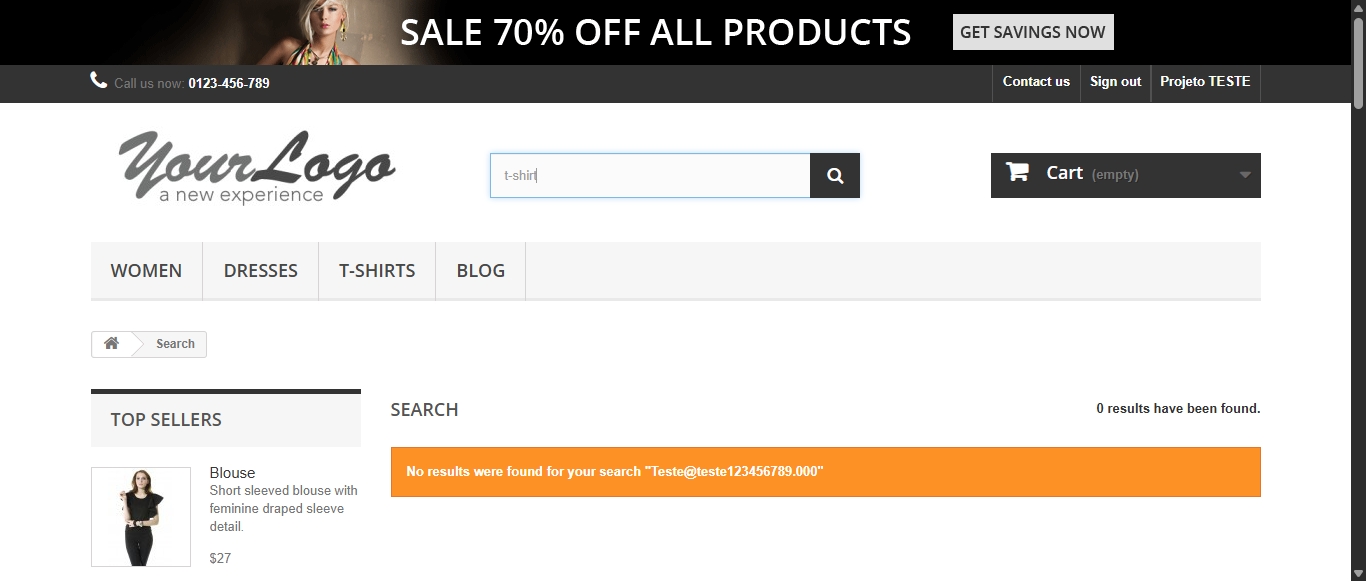 SALE 70% OFF ALL PRODUCTS GET SAVINGS NOW
Call us now: 0123-456-789 Contact us Sign out Projeto TESTE
YourLogo
a new experience
t-shirt
Cart (empty)
WOMEN DRESSES T-SHIRTS BLOG
Search
TOP SELLERS
Blouse
Short sleeved blouse with
feminine draped sleeve
detail.
$27
SEARCH 0 results have been found.
No results were found for your search "Teste@teste123456789.000"